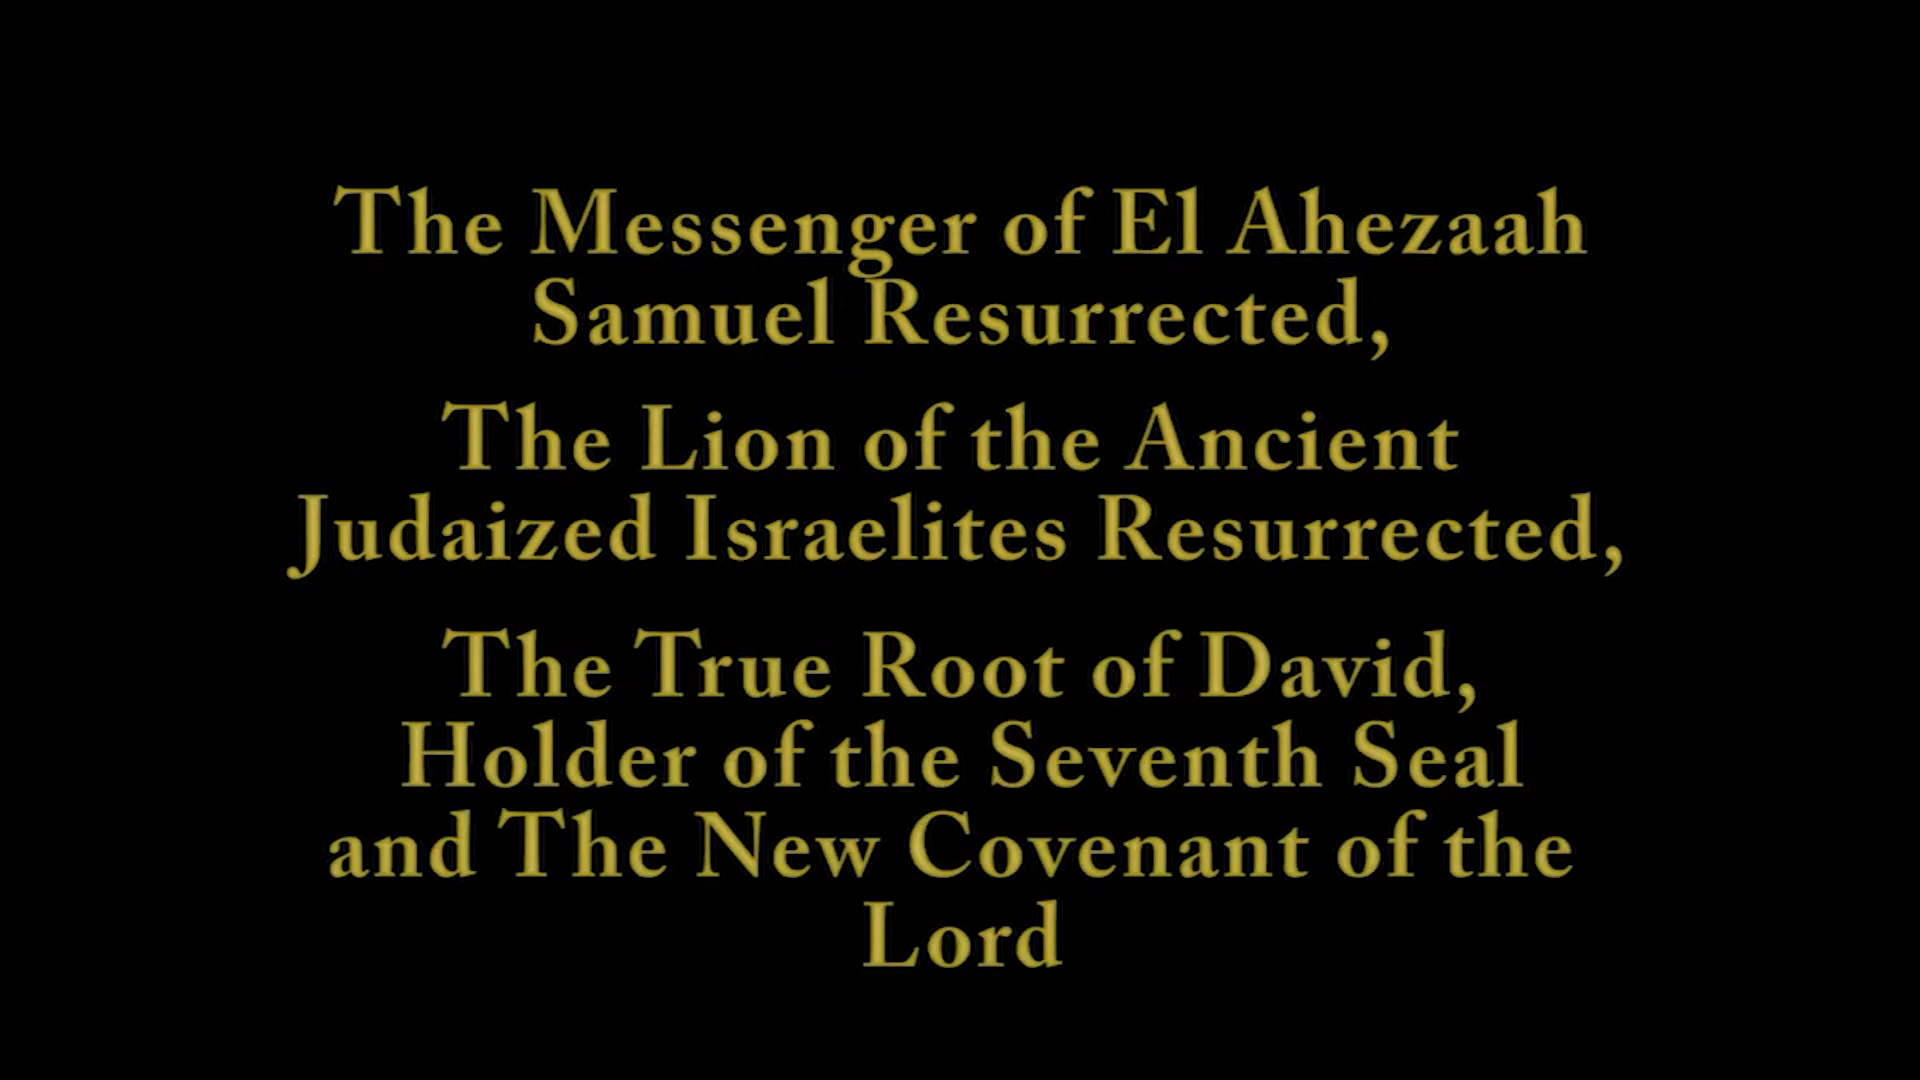 The Messenger of El Ahezaah
Samuel Resurrected,
The Lion of the Ancient
Judaized Israelites Resurrected,
The True Root of David,
Holder of the Seventh Seal
and The New Covenant of the
Lord